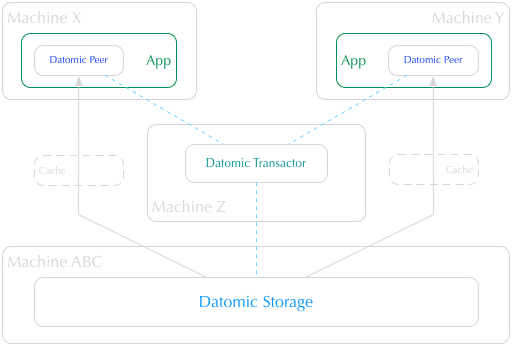 Machine X
Machine Y
Datomic Peer
App
App
Datomic Peer
Datomic Transactor
Cache
Cache
Machine Z
Machine ABC
Datomic Storage